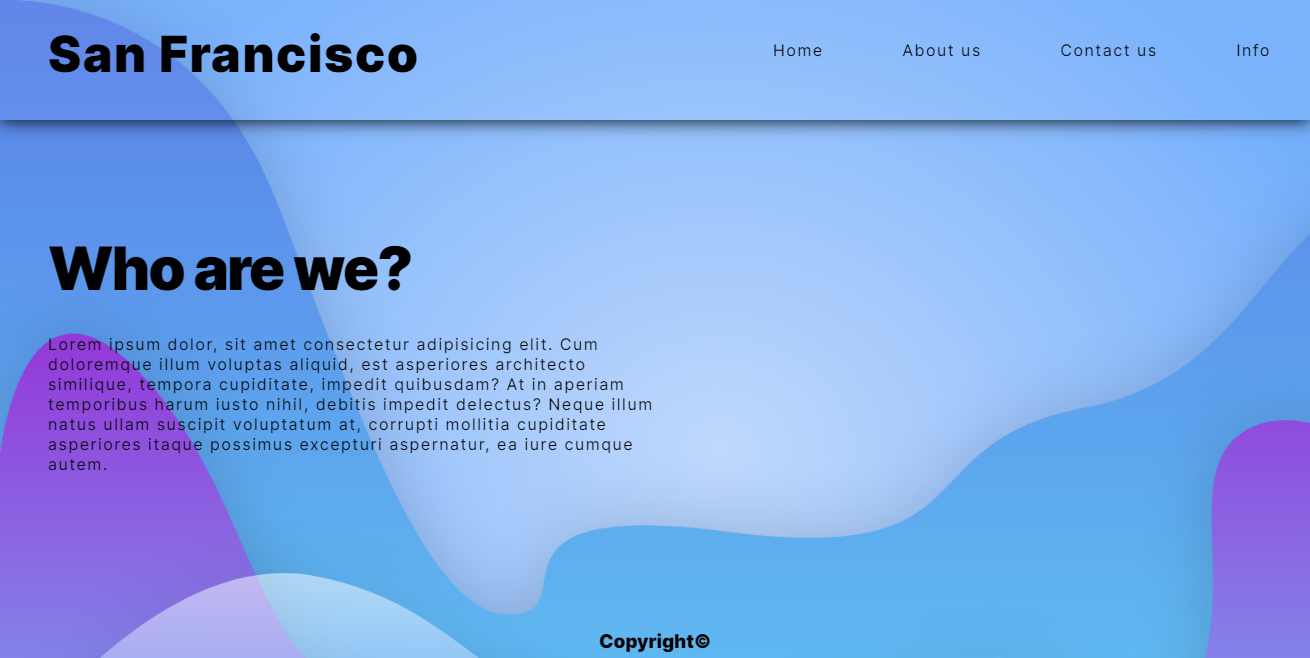 San Francisco
Home About us Contact us Info
Who are we?
Lorem ipsum dolor, sit amet consectetur adipisicing elit. Cum
doloremque illum voluptas aliquid, est asperiores architecto
similique, tempora cupiditate, impedit quibusdam? At in aperiam
temporibus harum iusto nihil, debitis impedit delectus? Neque illum
natus ullam suscipit voluptatum at, corrupti mollitia cupiditate
asperiores itaque possimus excepturi aspernatur, ea iure cumque
autem.
Copyright©